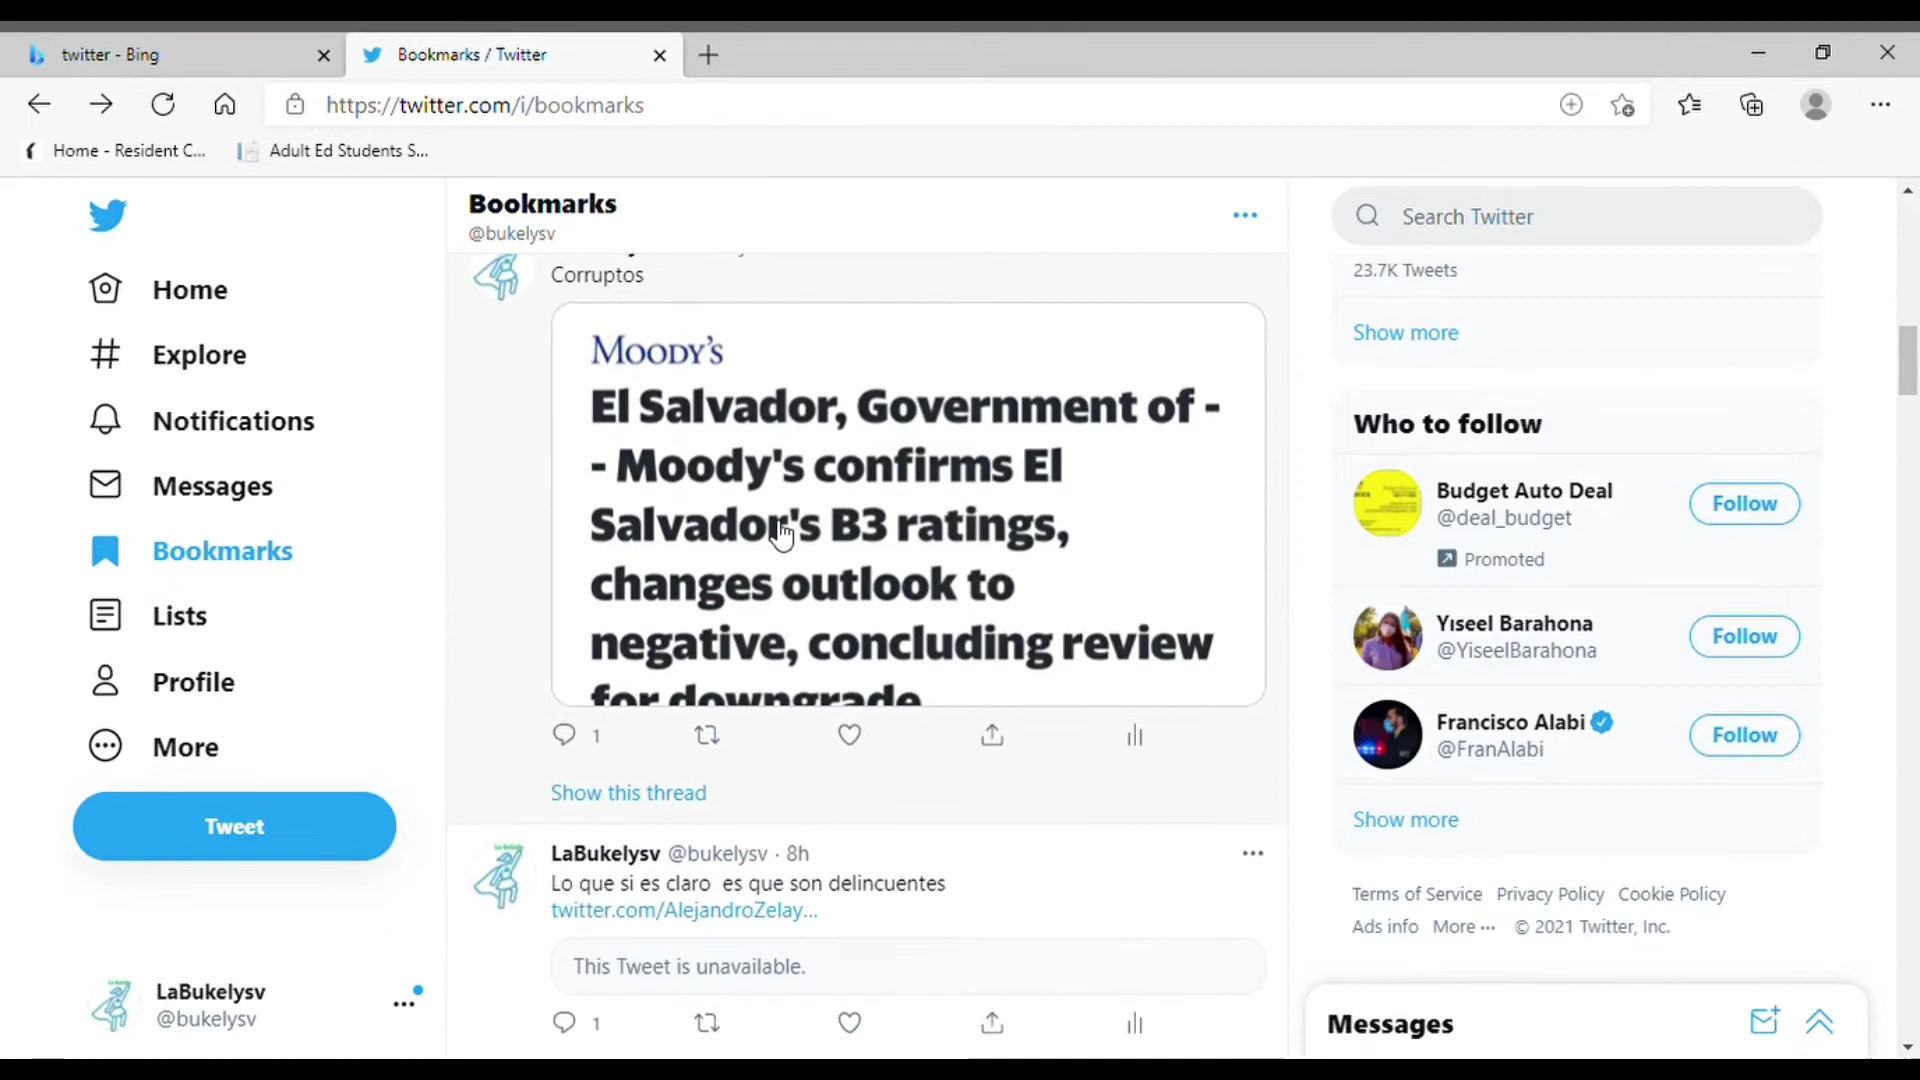 twitter - Bing
Bookmarks / Twitter
https://twitter.com/i/bookmarks
Home - Resident C...
Adult Ed Students S...
Home
Explore
Notifications
Messages
Bookmarks
Lists
Profile
More
Tweet
LaBukelysv
@bukelysv
Bookmarks
@bukelysv
Corruptos
MOODY'S
El Salvador, Government of -
- Moody's confirms El
Salvador's B3 ratings,
changes outlook to
negative, concluding review
for downgrade
1
Show this thread
LaBukelysv @bukelysv · 8h
Lo que si es claro es que son delincuentes
twitter.com/AlejandroZelay...
This Tweet is unavailable.
1
Search Twitter
23.7K Tweets
Show more
Who to follow
Budget Auto Deal
@deal_budget
Follow
Promoted
Yıseel Barahona
@YiseelBarahona
Follow
Francisco Alabi
@FranAlabi
Follow
Show more
Terms of Service Privacy Policy Cookie Policy
Ads info More ··· © 2021 Twitter, Inc.
Messages